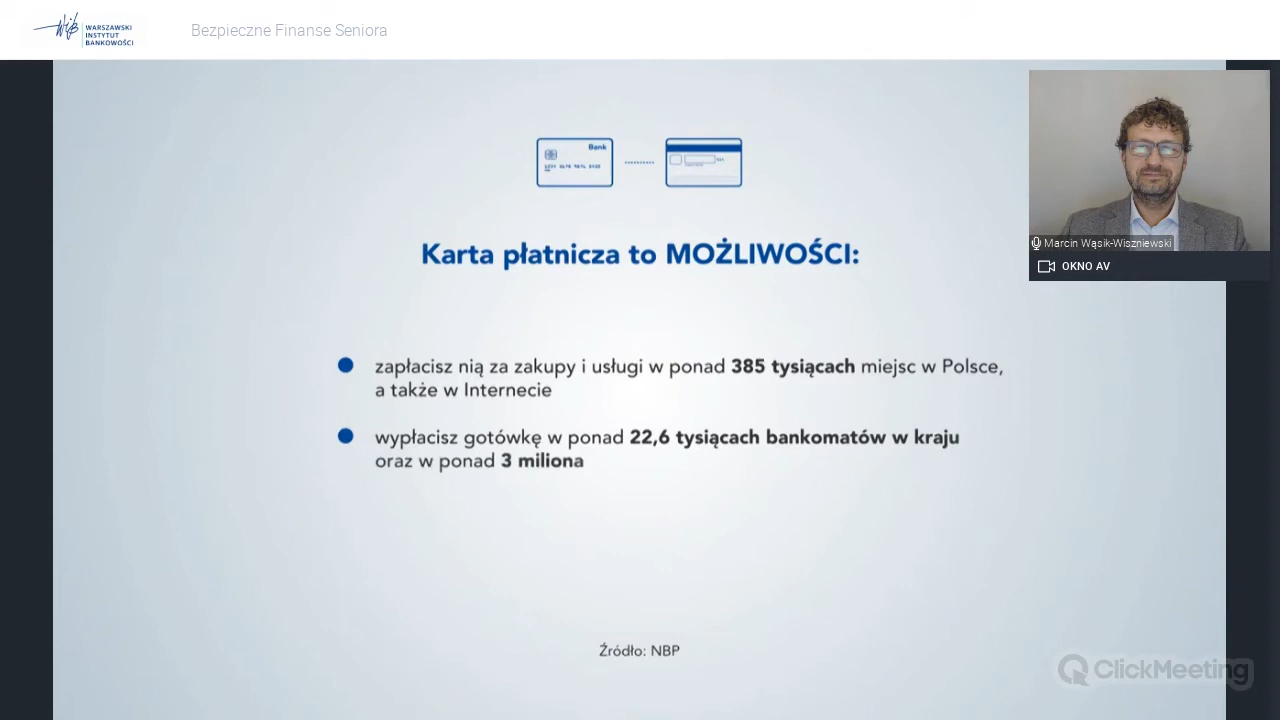 WARSZAWSKI
INSTYTUT
BANKOWOŚCI
Bezpieczne Finanse Seniora
Bank
Karta płatnicza to MOŻLIWOŚCI:
Marcin Wąsik-Wiszniewski
OKNO AV
zapłacisz nią za zakupy i usługi w ponad 385 tysiącach miejsc w Polsce,
a także w Internecie
wypłacisz gotówkę w ponad 22,6 tysiącach bankomatów w kraju
oraz w ponad 3 miliona
Źródło: NBP
ClickMeeting